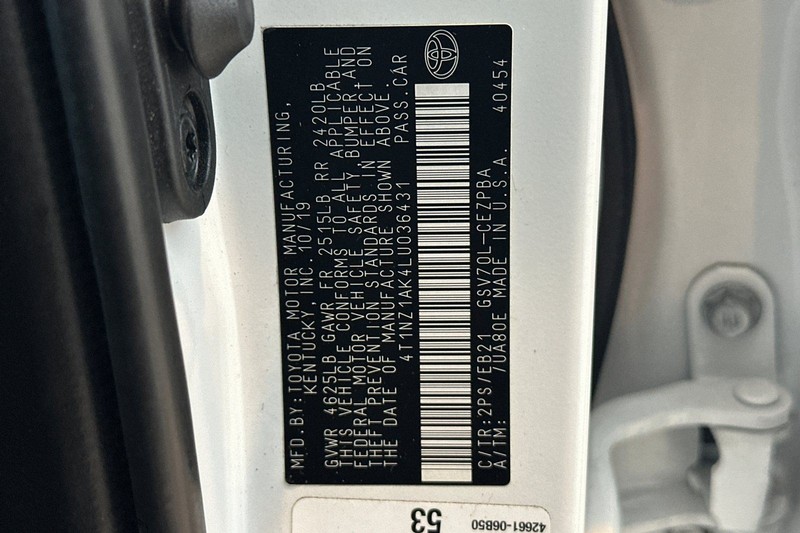 MFD. BY: TOYOTA MOTOR MANUFACTURING,
KENTUCKY, INC. 10/19
GVWR 4625LB GAWR FR 2515LB RR 2420LB
THIS VEHICLE CONFORMS TO ALL APPLICABLE
FEDERAL MOTOR VEHICLE SAFETY, BUMPER AND
THEFT PREVENTION STANDARDS IN EFFECT ON
THE DATE OF MANUFACTURE SHOWN ABOVE.
4T1NZ1AK4LU036431 PASS. CAR
C/TR: 2PS/EB21 GSV70L-CEZPBA
A/TM: /UA80E MADE IN U.S.A. 40454
53
42661-06B50